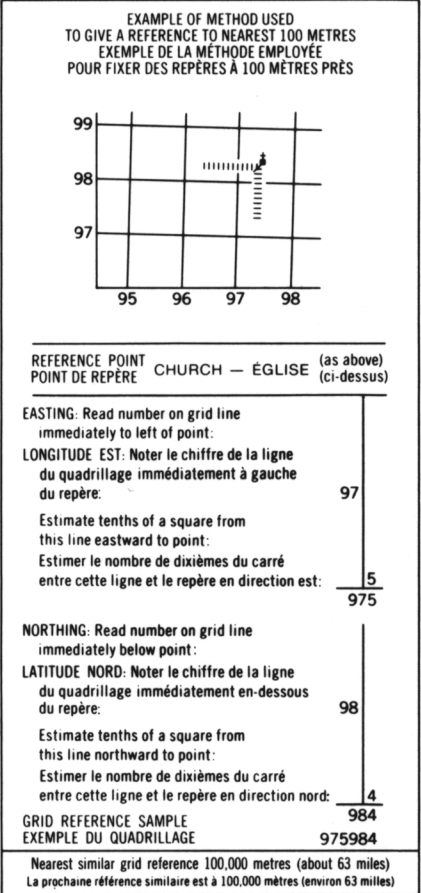 EXAMPLE OF METHOD USED
TO GIVE A REFERENCE TO NEAREST 100 METRES
EXEMPLE DE LA MÉTHODE EMPLOYÉE
POUR FIXER DES REPÈRES À 100 MÈTRES PRÈS
99
98
97
95 96 97 98
REFERENCE POINT
POINT DE REPÈRE
CHURCH — ÉGLISE
(as above)
(ci-dessus)
EASTING: Read number on grid line
immediately to left of point:
LONGITUDE EST: Noter le chiffre de la ligne
du quadrillage immédiatement à gauche
du repère: 97
Estimate tenths of a square from
this line eastward to point:
Estimer le nombre de dixièmes du carré
entre cette ligne et le repère en direction est: 5
975
NORTHING: Read number on grid line
immediately below point:
LATITUDE NORD: Noter le chiffre de la ligne
du quadrillage immédiatement en-dessous
du repère: 98
Estimate tenths of a square from
this line northward to point:
Estimer le nombre de dixièmes du carré
entre cette ligne et le repère en direction nord: 4
984
GRID REFERENCE SAMPLE
EXEMPLE DU QUADRILLAGE 975984
Nearest similar grid reference 100,000 metres (about 63 miles)
La prochaine référence similaire est à 100,000 mètres (environ 63 milles)